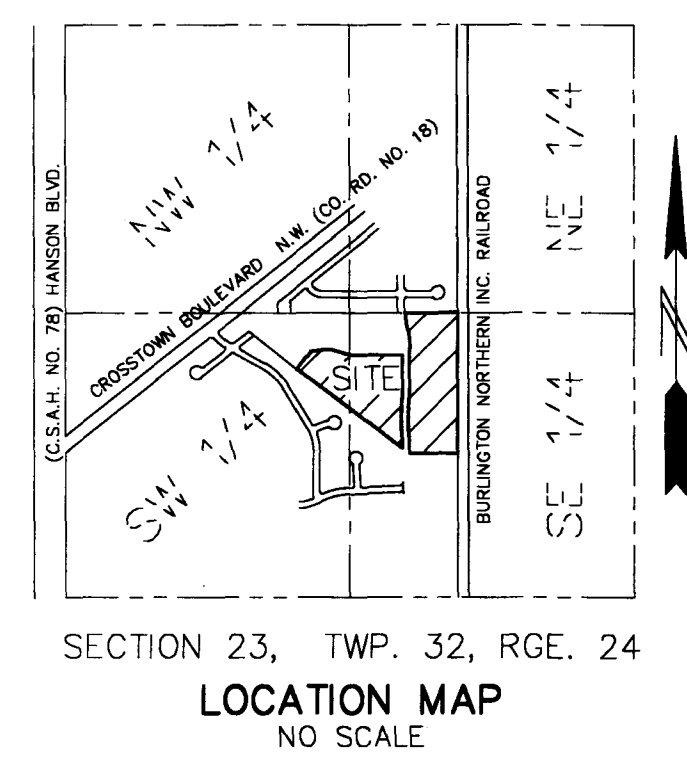 NW 1/4
NE 1/4
(C.S.A.H. NO. 78) HANSON BLVD.
CROSSTOWN BOULEVARD N.W. (CO. RD. NO. 18)
BURLINGTON NORTHERN INC. RAILROAD
N
SITE
SW 1/4
SE 1/4
SECTION 23, TWP. 32, RGE. 24
LOCATION MAP
NO SCALE